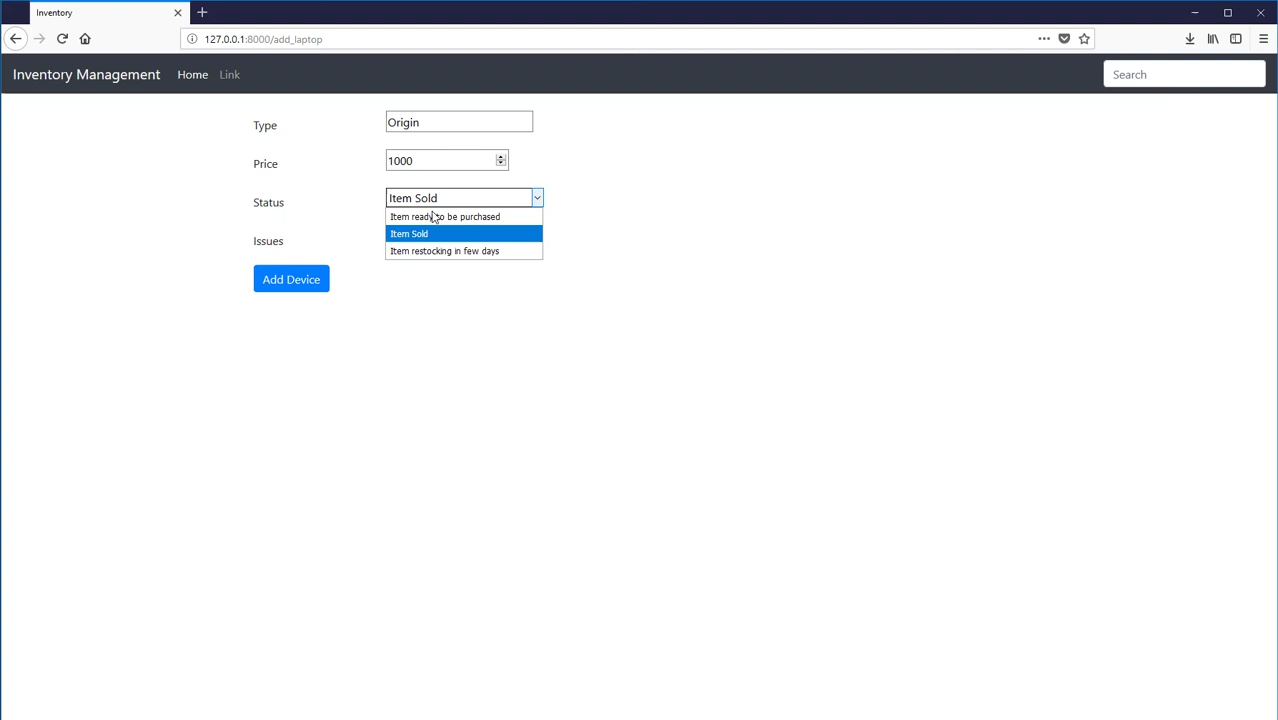 Inventory
127.0.0.1:8000/add_laptop
Inventory Management Home Link Search
Type Origin
Price 1000
Status Item Sold
Item ready to be purchased
Item Sold
Issues
Item restocking in few days
Add Device